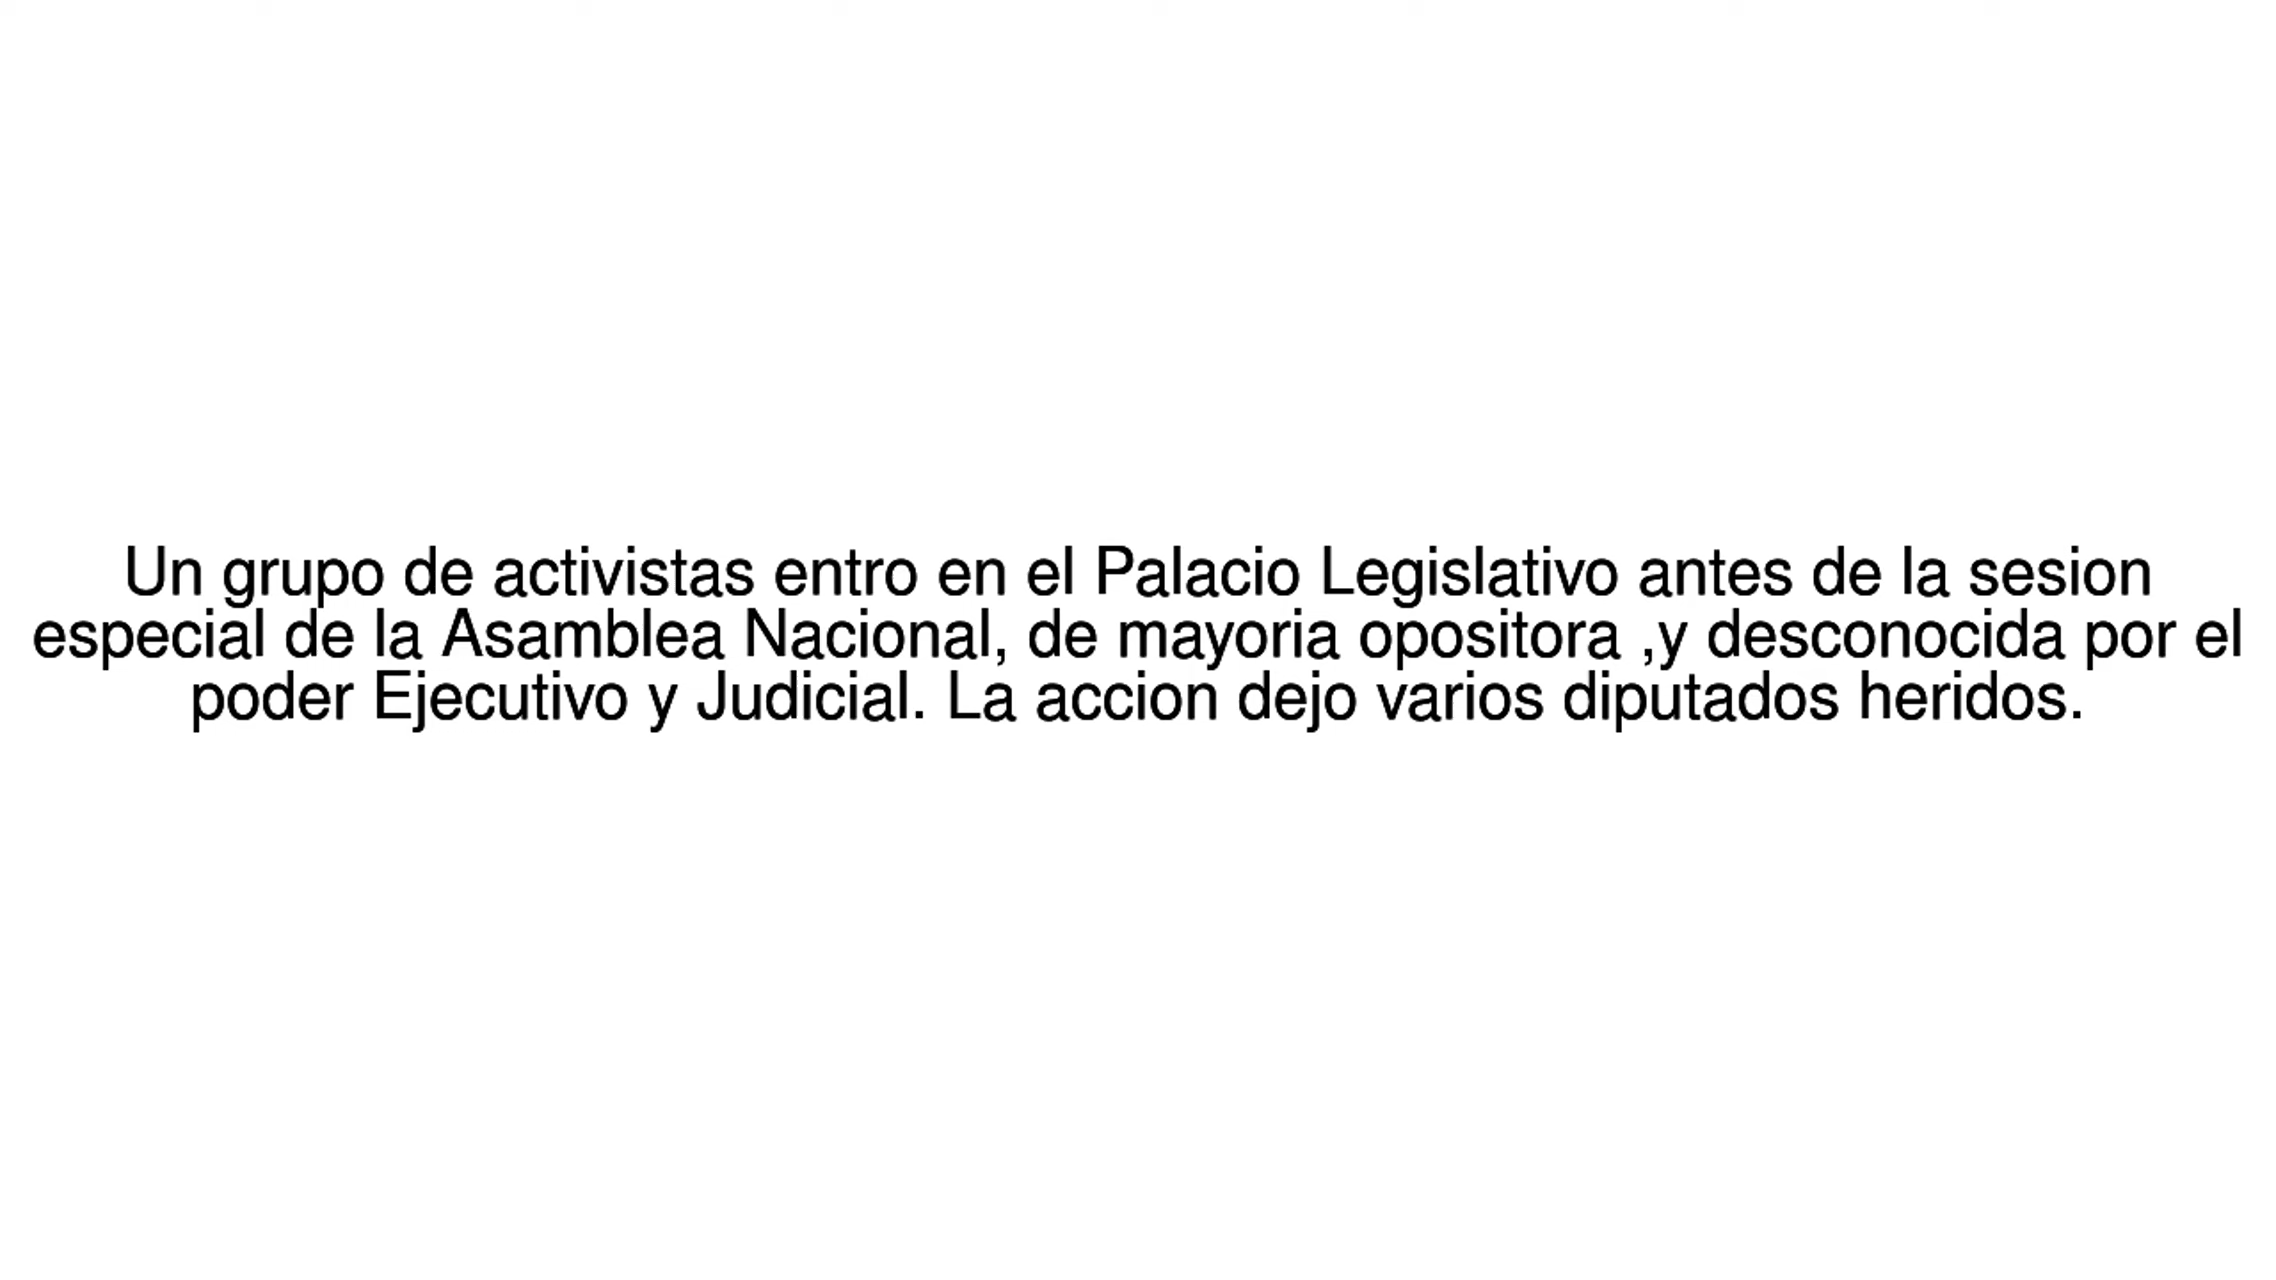 Un grupo de activistas entro en el Palacio Legislativo antes de la sesion
especial de la Asamblea Nacional, de mayoria opositora ,y desconocida por el
poder Ejecutivo y Judicial. La accion dejo varios diputados heridos.